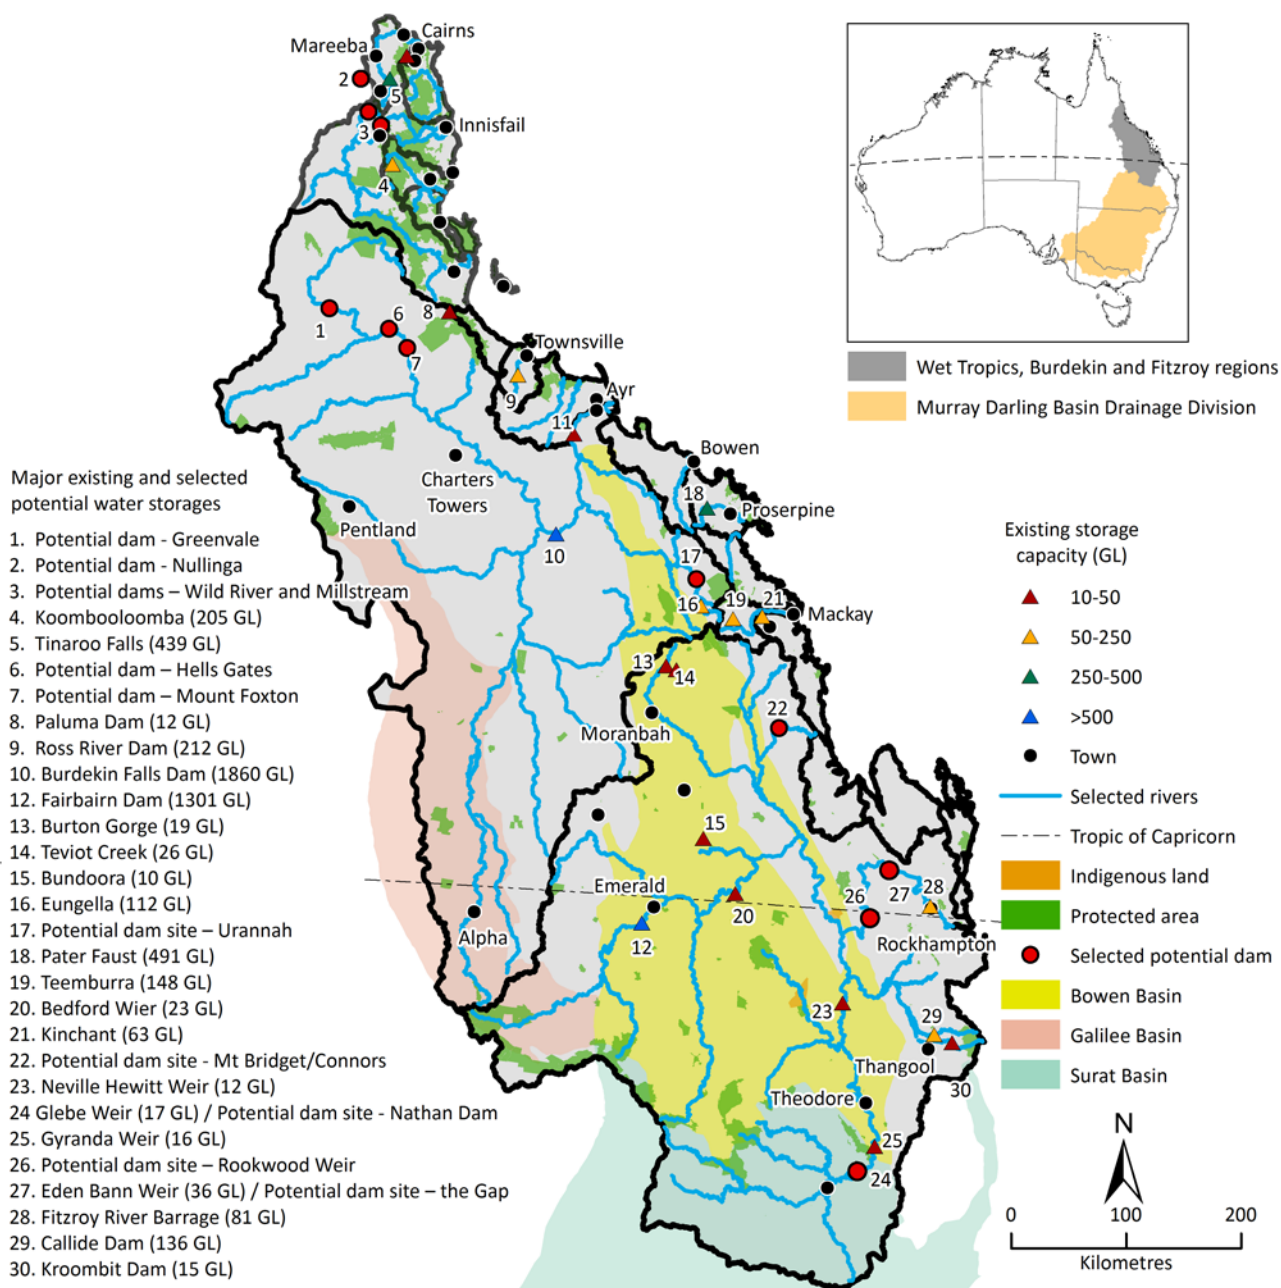 Mareeba
Cairns
2
5
3
Innisfail
4
1
6
8
7
Townsville
9
Ayr
11
Bowen
Charters
Towers
18
Proserpine
Pentland
10
17
16
19
21
Mackay
13
14
22
Moranbah
15
Emerald
20
26
27
28
12
Alpha
Rockhampton
23
29
Thangool
30
Theodore
25
24
Wet Tropics, Burdekin and Fitzroy regions
Murray Darling Basin Drainage Division
Major existing and selected
potential water storages
1. Potential dam - Greenvale
2. Potential dam - Nullinga
3. Potential dams – Wild River and Millstream
4. Koombooloomba (205 GL)
5. Tinaroo Falls (439 GL)
6. Potential dam – Hells Gates
7. Potential dam – Mount Foxton
8. Paluma Dam (12 GL)
9. Ross River Dam (212 GL)
10. Burdekin Falls Dam (1860 GL)
12. Fairbairn Dam (1301 GL)
13. Burton Gorge (19 GL)
14. Teviot Creek (26 GL)
15. Bundoora (10 GL)
16. Eungella (112 GL)
17. Potential dam site – Urannah
18. Pater Faust (491 GL)
19. Teemburra (148 GL)
20. Bedford Wier (23 GL)
21. Kinchant (63 GL)
22. Potential dam site - Mt Bridget/Connors
23. Neville Hewitt Weir (12 GL)
24 Glebe Weir (17 GL) / Potential dam site - Nathan Dam
25. Gyranda Weir (16 GL)
26. Potential dam site – Rookwood Weir
27. Eden Bann Weir (36 GL) / Potential dam site – the Gap
28. Fitzroy River Barrage (81 GL)
29. Callide Dam (136 GL)
30. Kroombit Dam (15 GL)
Existing storage
capacity (GL)
10-50
50-250
250-500
>500
Town
Selected rivers
Tropic of Capricorn
Indigenous land
Protected area
Selected potential dam
Bowen Basin
Galilee Basin
Surat Basin
N
0 100 200
Kilometres